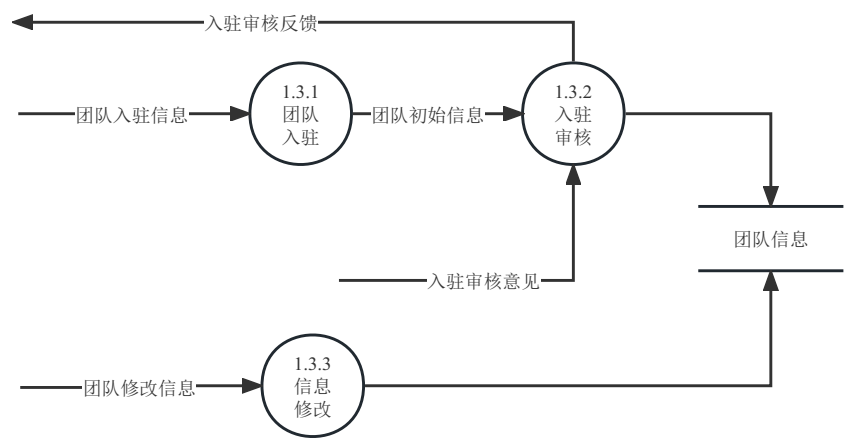 入驻审核反馈
团队入驻信息
1.3.1
团队
入驻
团队初始信息
1.3.2
入驻
审核
团队信息
入驻审核意见
团队修改信息
1.3.3
信息
修改